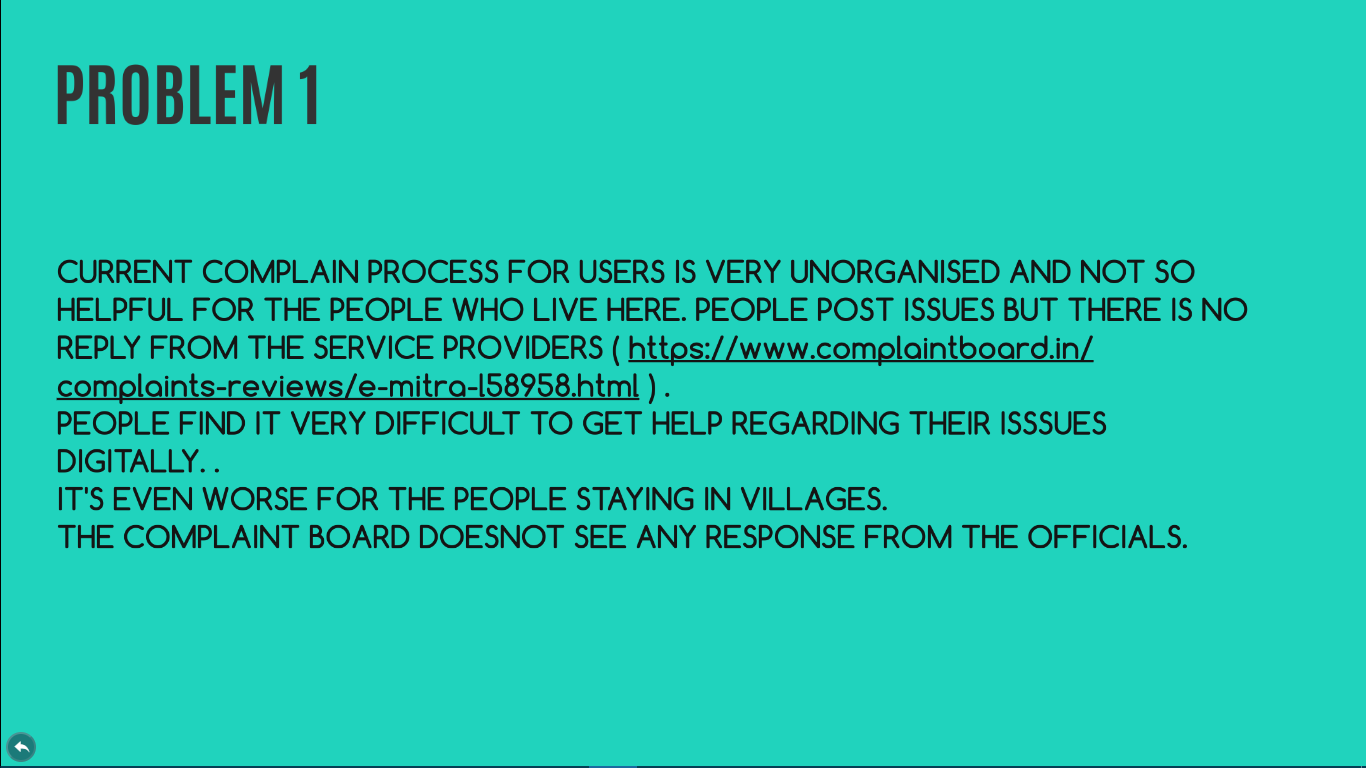 PROBLEM 1
CURRENT COMPLAIN PROCESS FOR USERS IS VERY UNORGANISED AND NOT SO
HELPFUL FOR THE PEOPLE WHO LIVE HERE. PEOPLE POST ISSUES BUT THERE IS NO
REPLY FROM THE SERVICE PROVIDERS ( https://www.complaintboard.in/
complaints-reviews/e-mitra-l58958.html ) .
PEOPLE FIND IT VERY DIFFICULT TO GET HELP REGARDING THEIR ISSSUES
DIGITALLY. .
IT'S EVEN WORSE FOR THE PEOPLE STAYING IN VILLAGES.
THE COMPLAINT BOARD DOESNOT SEE ANY RESPONSE FROM THE OFFICIALS.